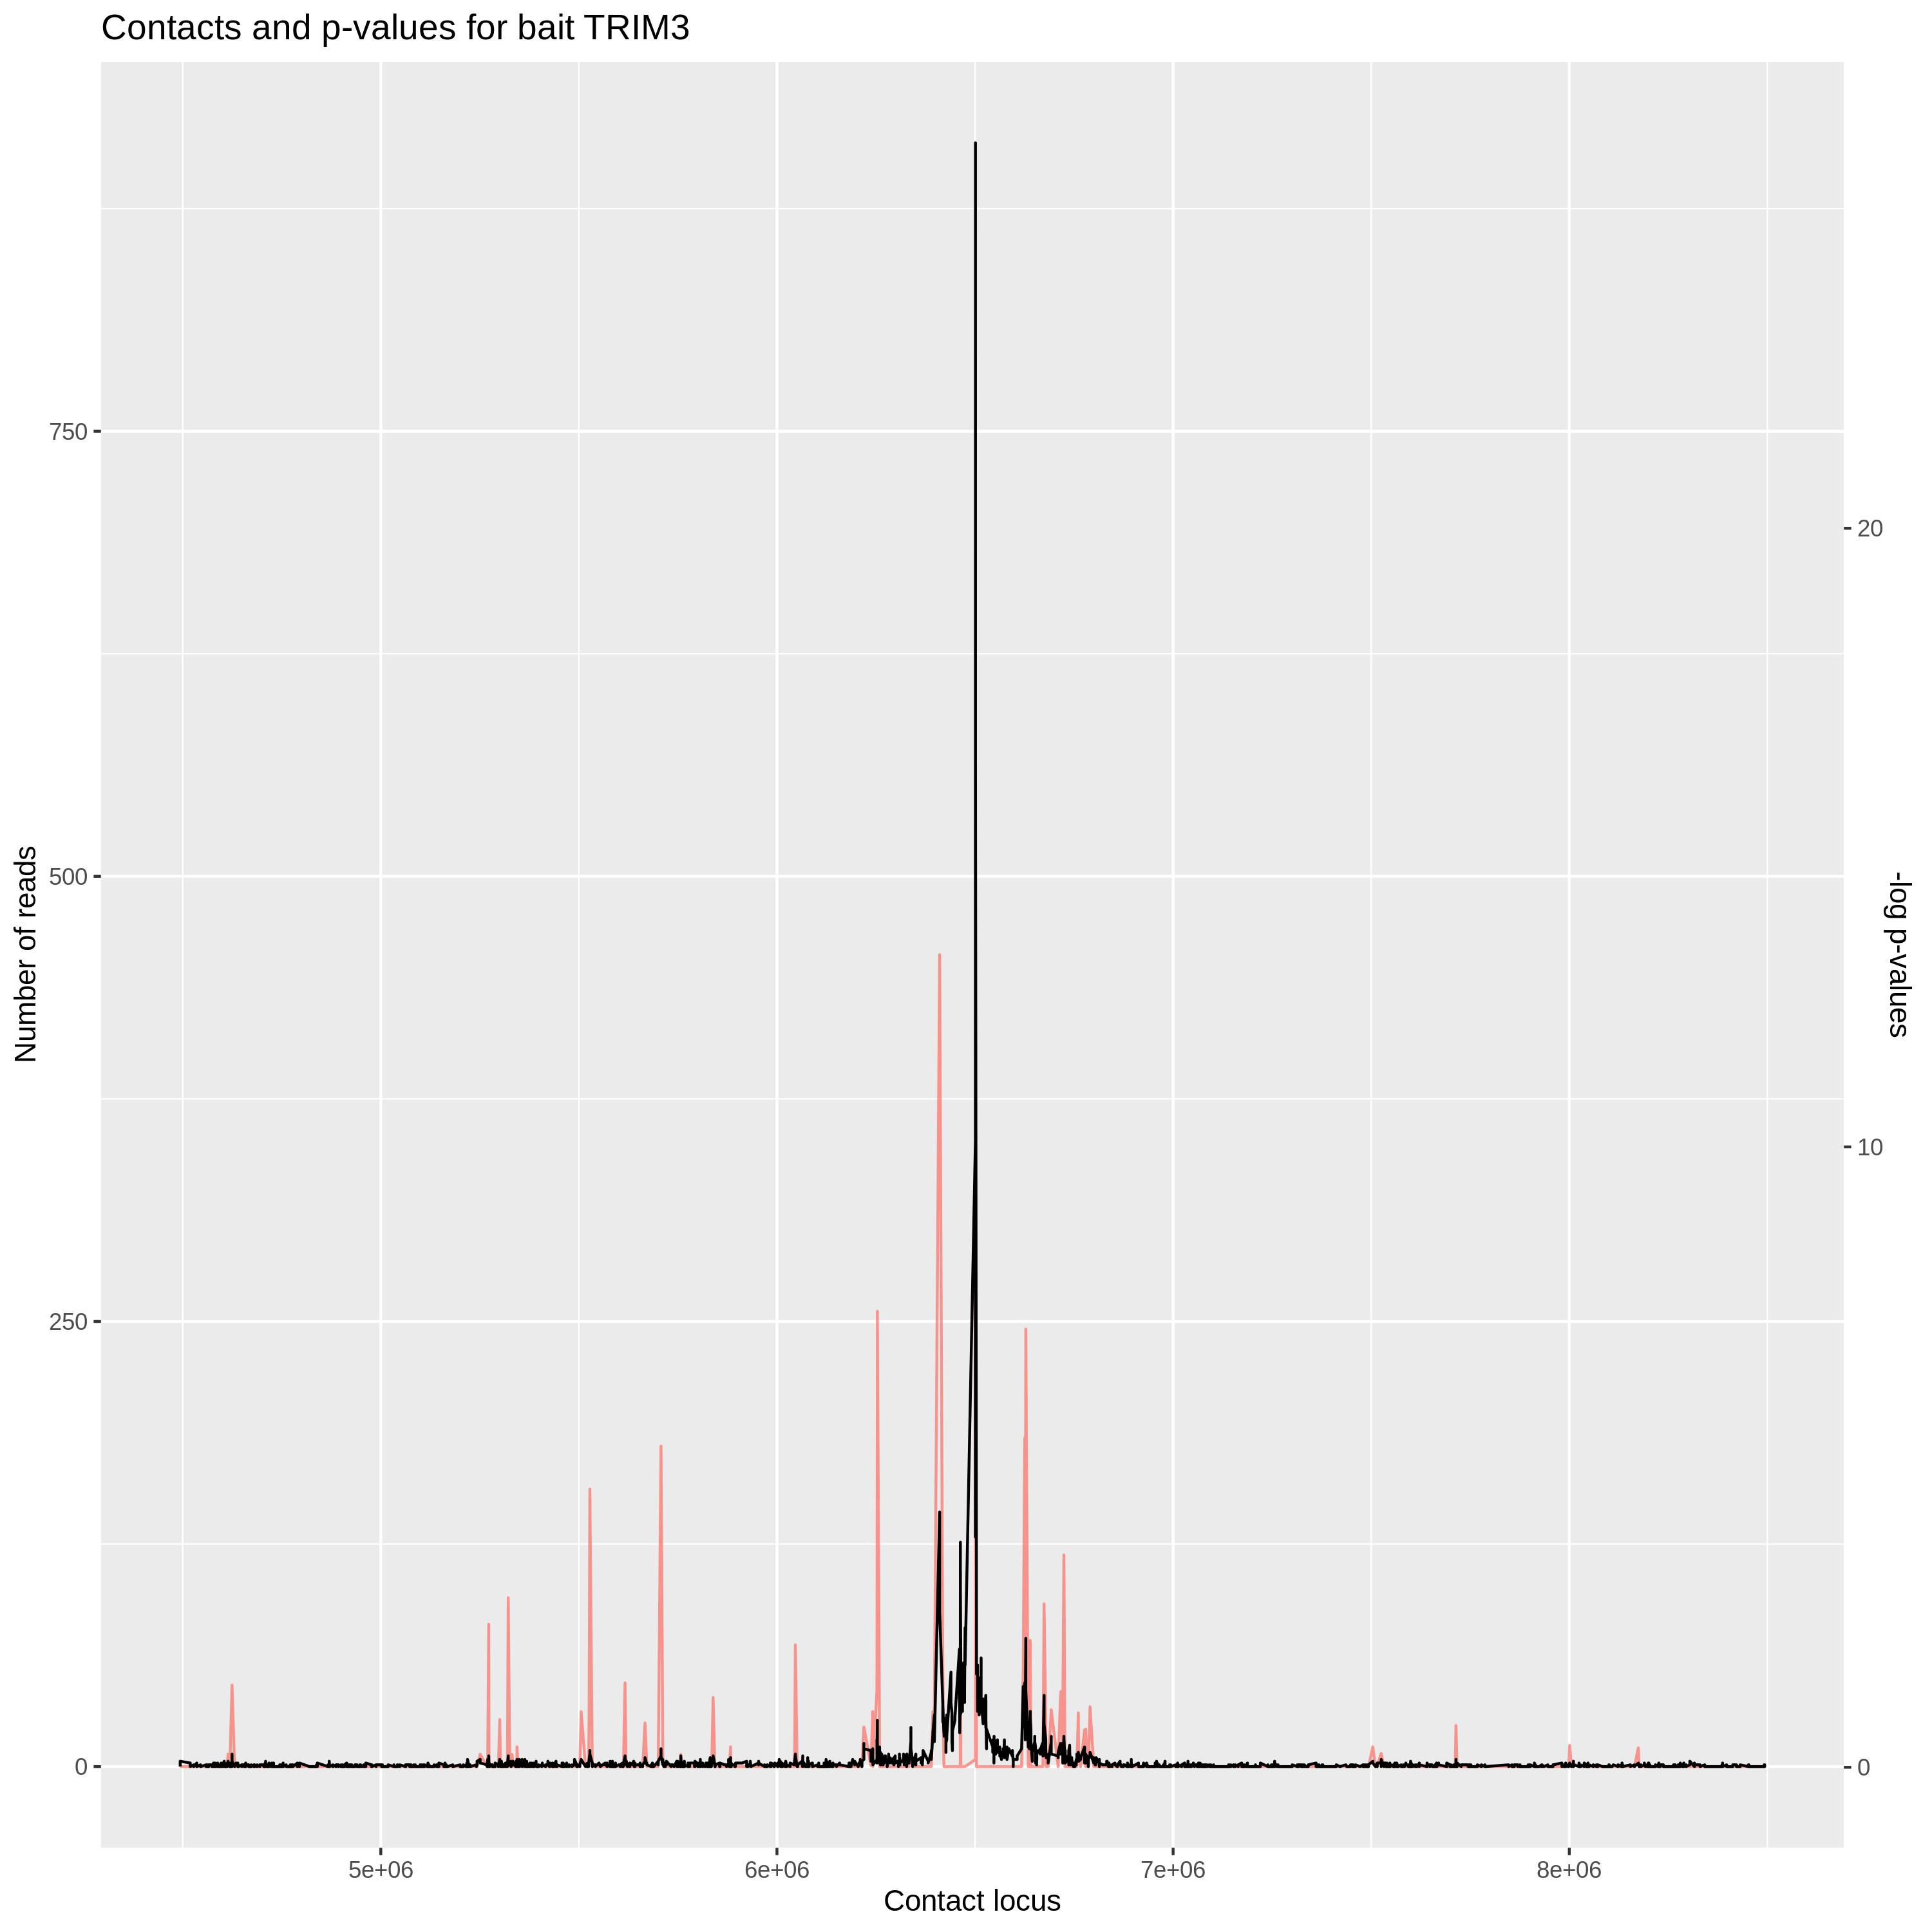 Contacts and p-values for bait TRIM3
750
500
250
0
20
10
0
Number of reads
-log p-values
5e+06 6e+06 7e+06 8e+06
Contact locus